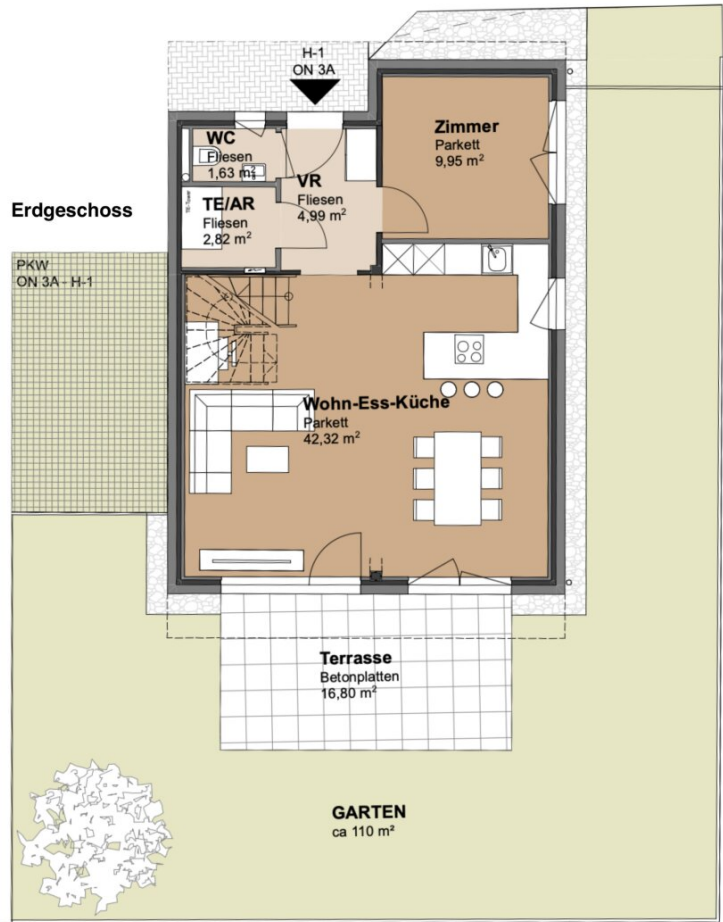 H-1
ON 3A
Zimmer
Parkett
9,95 m²
WC
Fliesen
1,63 m²
VR
Fliesen
4,99 m²
TE/AR
Fliesen
2,82 m²
Erdgeschoss
PKW
ON 3A - H-1
Wohn-Ess-Küche
Parkett
42,32 m²
Terrasse
Betonplatten
16,80 m²
GARTEN
ca 110 m²